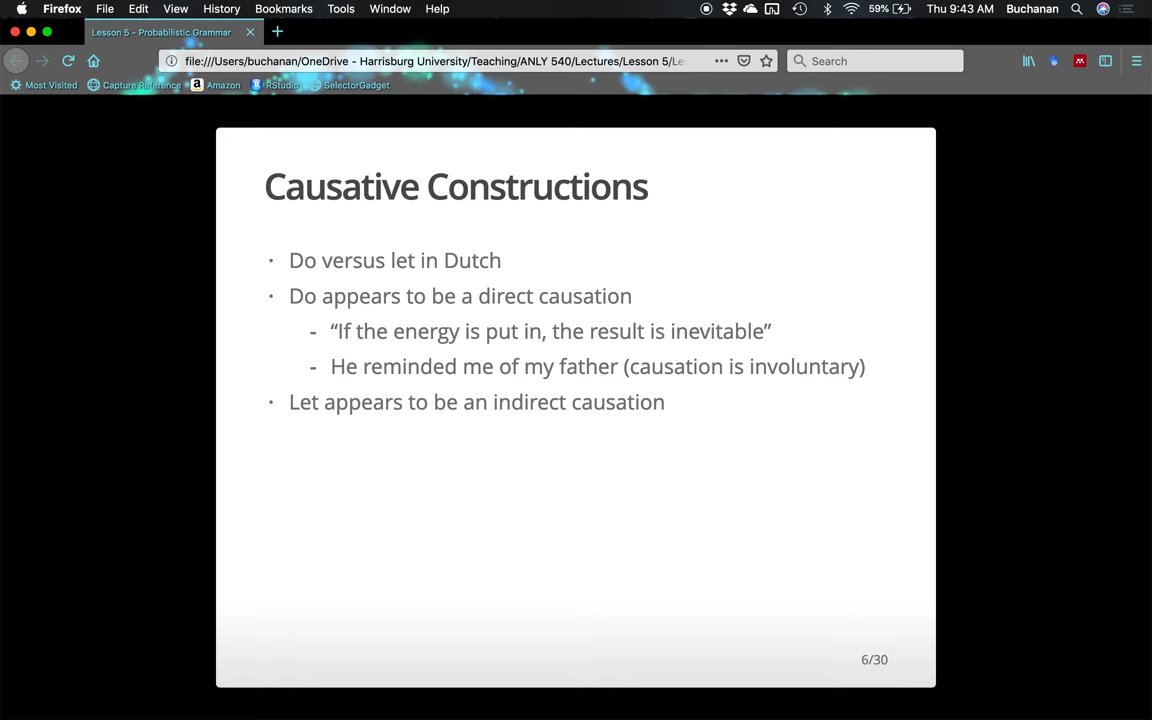 Firefox File Edit View History Bookmarks Tools Window Help 59% Thu 9:43 AM Buchanan
Lesson 5 - Probabilistic Grammar
file:///Users/buchanan/OneDrive - Harrisburg University/Teaching/ANLY 540/Lectures/Lesson 5/Le Search
Most Visited Capture Reference Amazon RStudio SelectorGadget
Causative Constructions
· Do versus let in Dutch
· Do appears to be a direct causation
- “If the energy is put in, the result is inevitable”
- He reminded me of my father (causation is involuntary)
· Let appears to be an indirect causation
6/30